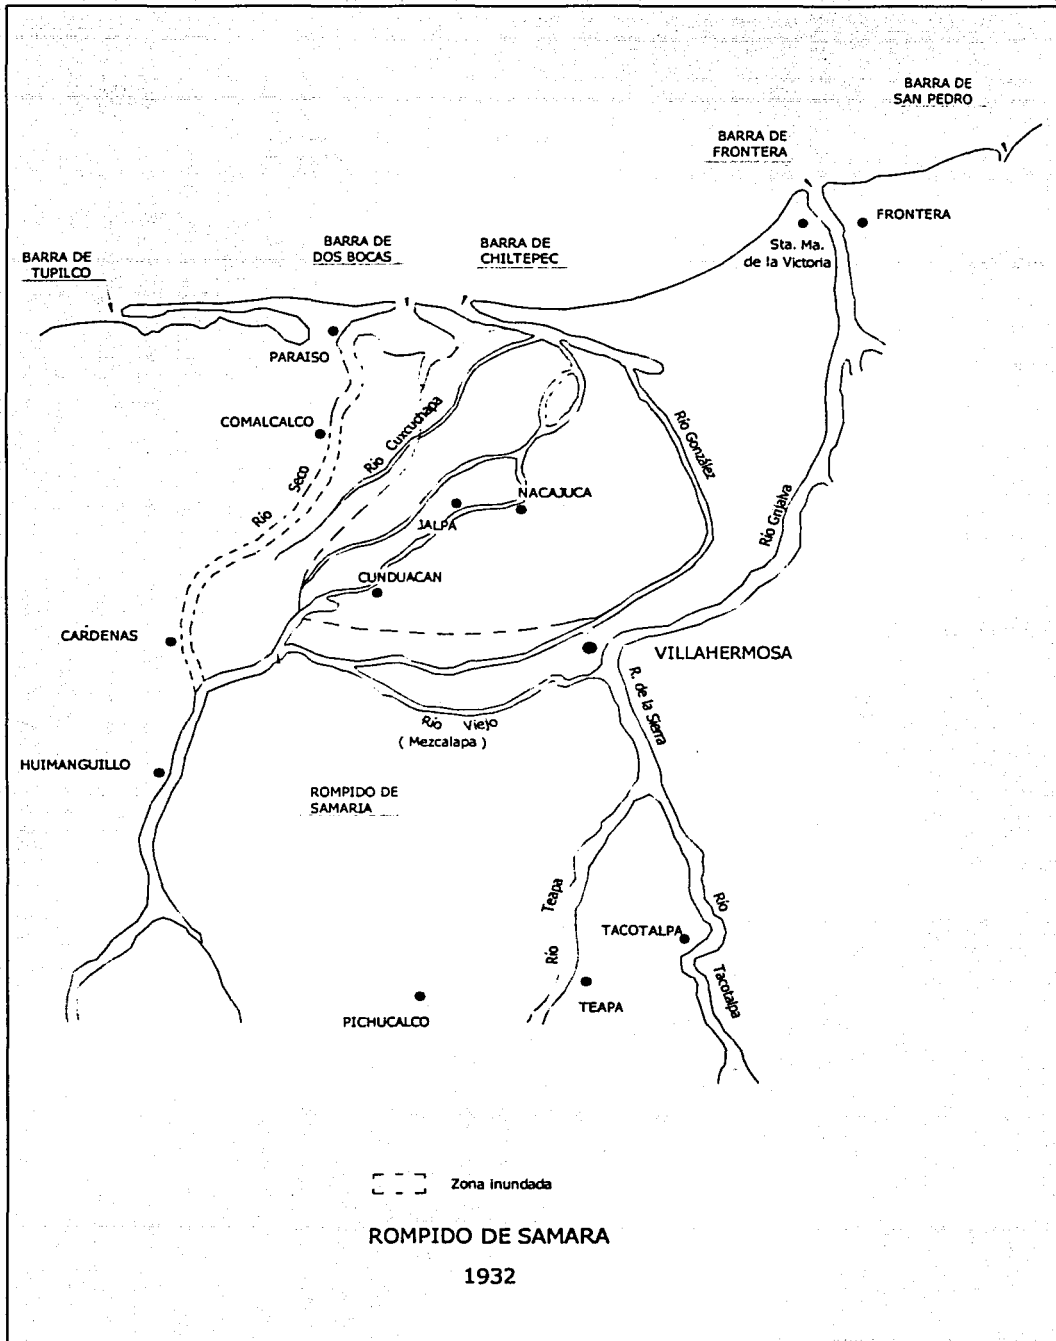 BARRA DE
SAN PEDRO
BARRA DE
FRONTERA
FRONTERA
Sta. Ma.
de la Victoria
BARRA DE
TUPILCO
BARRA DE
DOS BOCAS
BARRA DE
CHILTEPEC
PARAISO
COMALCALCO
Río Cuxcuchapa
Río González
Río Seco
NACAJUCA
JALPA
Río Grijalva
CUNDUACAN
CARDENAS
VILLAHERMOSA
R. de la Sierra
Río Viejo
( Mezcalapa )
HUIMANGUILLO
ROMPIDO DE
SAMARIA
Río Teapa
Río Tacotalpa
TACOTALPA
TEAPA
PICHUCALCO
Zona inundada
ROMPIDO DE SAMARA
1932